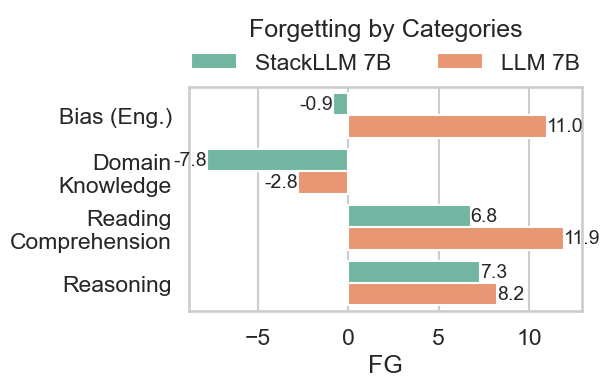 Forgetting by Categories
StackLLM 7B LLM 7B
Bias (Eng.) -0.9 11.0
Domain
Knowledge -7.8 -2.8
Reading
Comprehension 6.8 11.9
Reasoning 7.3 8.2
−5 0 5 10
FG